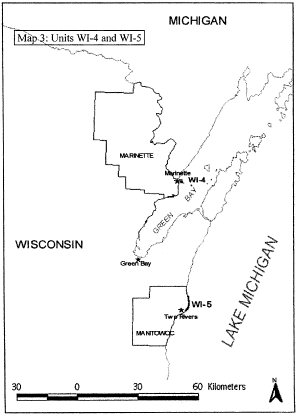 MICHIGAN
Map 3: Units WI-4 and WI-5
MARINETTE
Marinette
WI-4
GREEN BAY
WISCONSIN
Green Bay
LAKE MICHIGAN
WI-5
Two Rivers
MANITOWOC
30 0 30 60 Kilometers
N